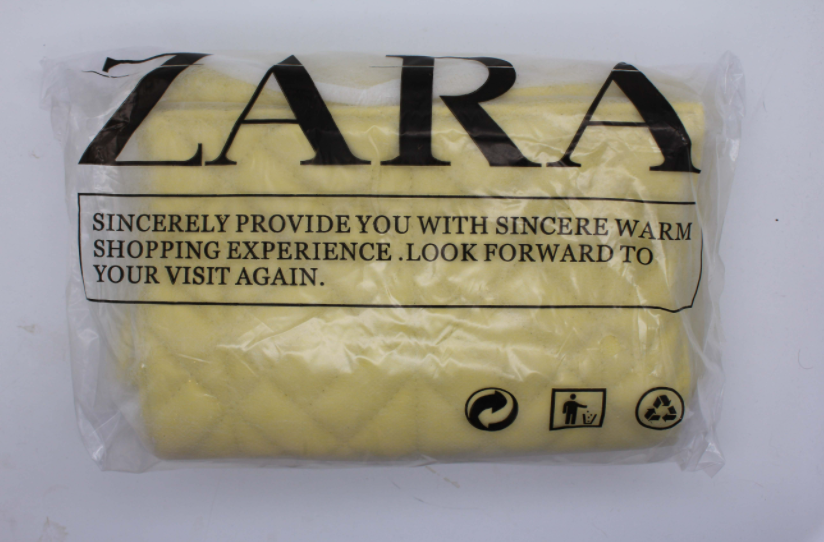 ZARA
SINCERELY PROVIDE YOU WITH SINCERE WARM
SHOPPING EXPERIENCE .LOOK FORWARD TO
YOUR VISIT AGAIN.